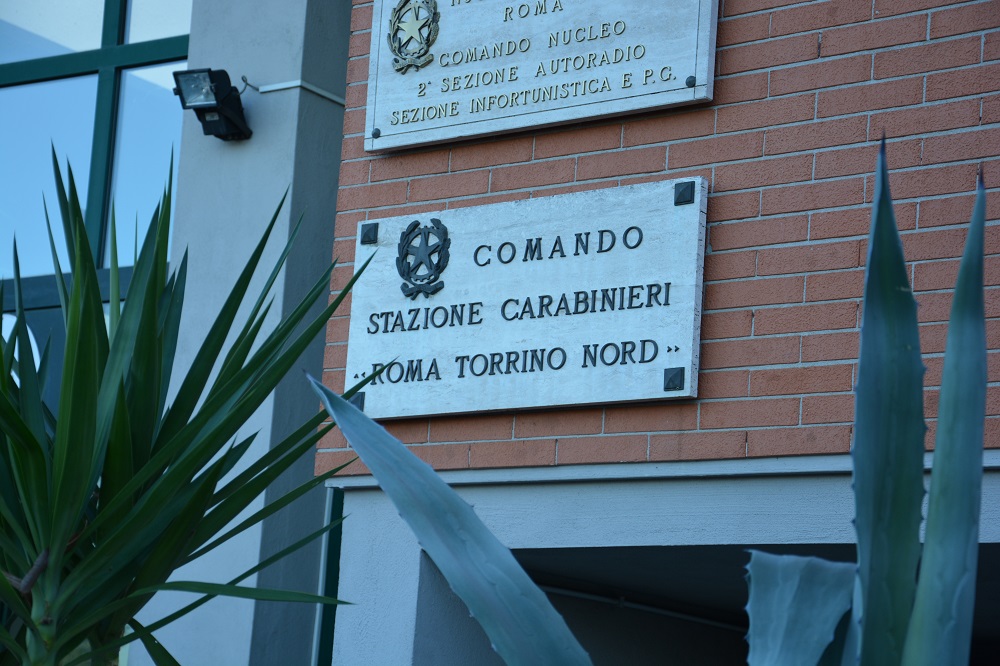 ROMA
COMANDO NUCLEO
2ª SEZIONE AUTORADIO
SEZIONE INFORTUNISTICA E P.G.
COMANDO
STAZIONE CARABINIERI
"ROMA TORRINO NORD"